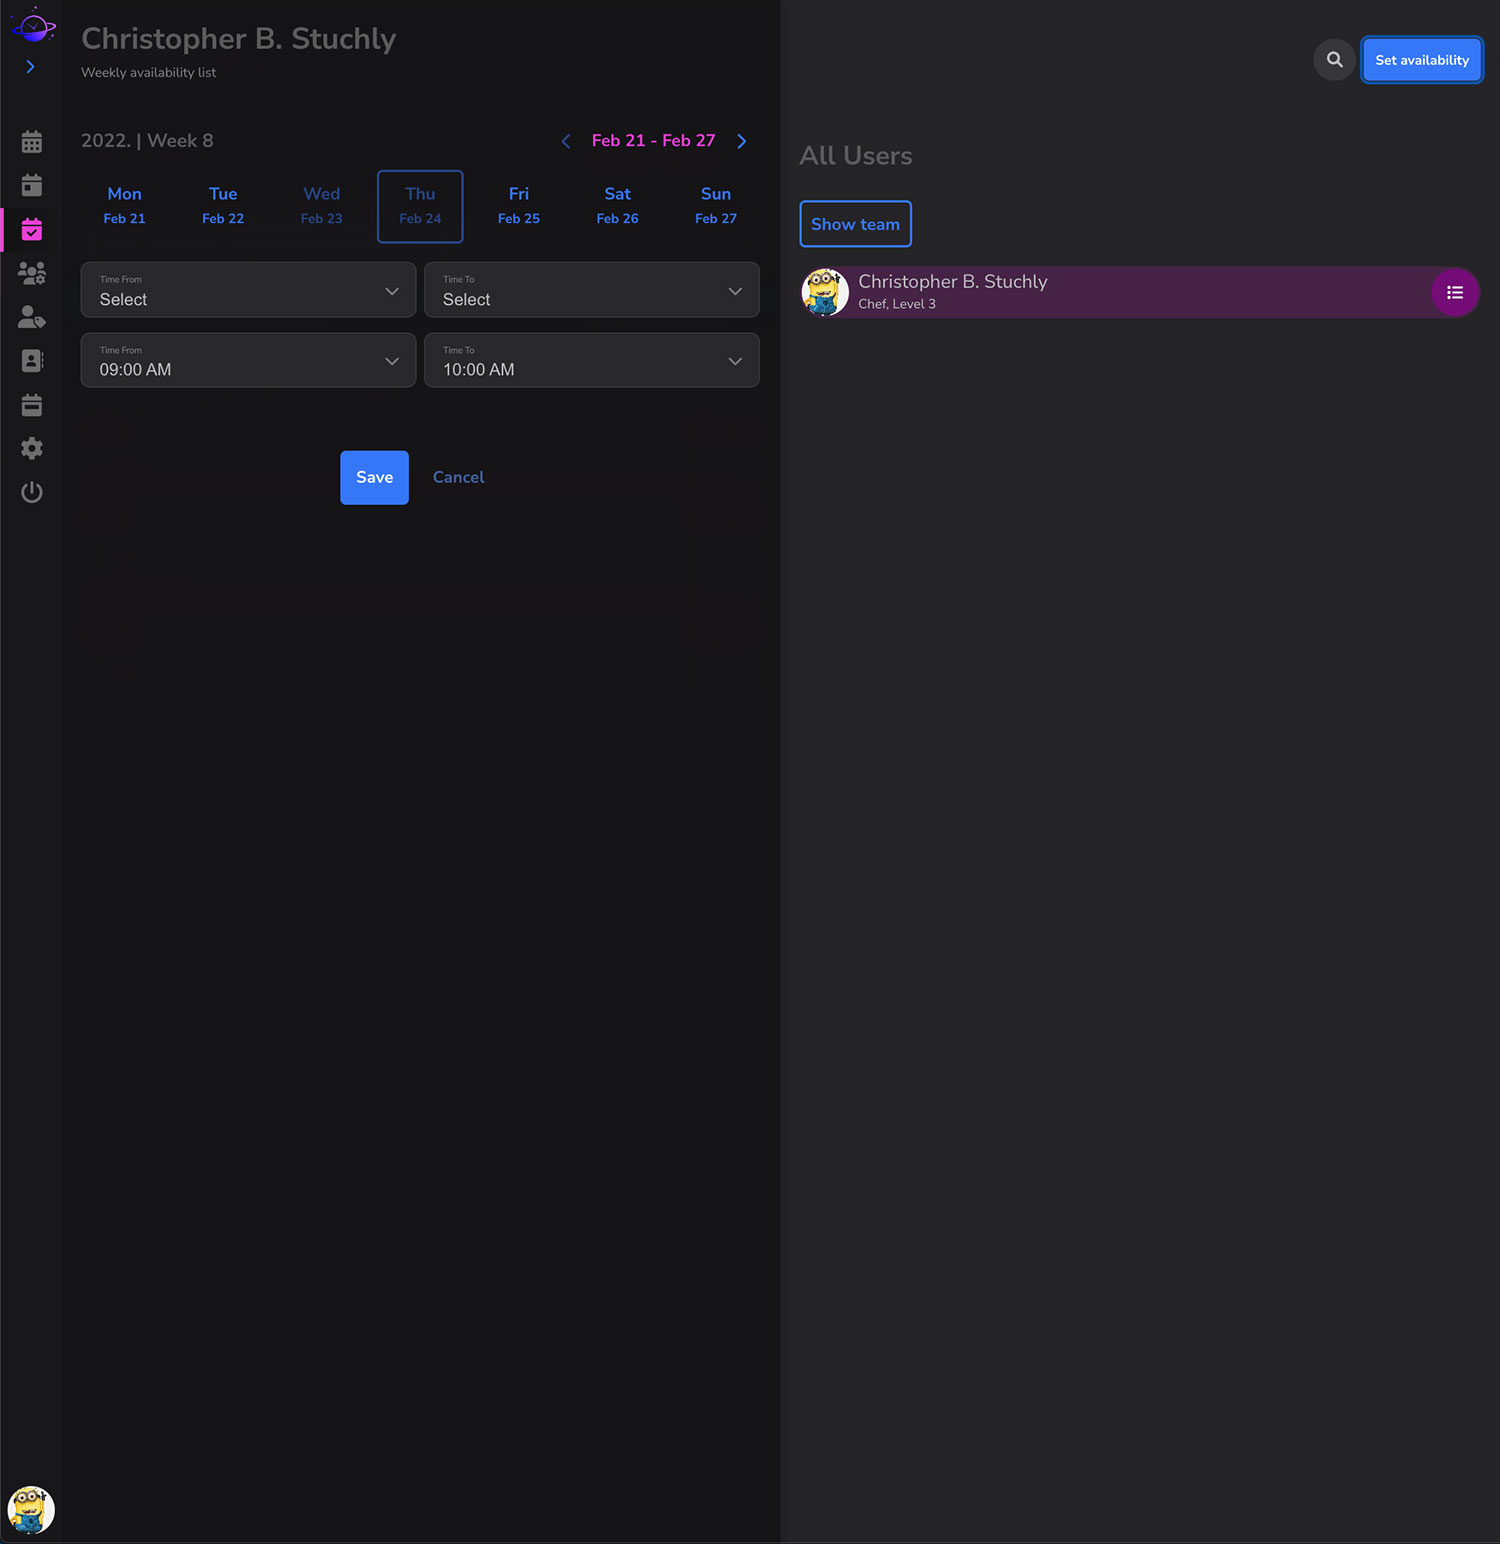 Christopher B. Stuchly
Weekly availability list
2022. | Week 8
Feb 21 - Feb 27
Mon Tue Wed Thu Fri Sat Sun
Feb 21 Feb 22 Feb 23 Feb 24 Feb 25 Feb 26 Feb 27
Time From Time To
Select Select
Time From Time To
09:00 AM 10:00 AM
Save Cancel
Set availability
All Users
Show team
Christopher B. Stuchly
Chef, Level 3